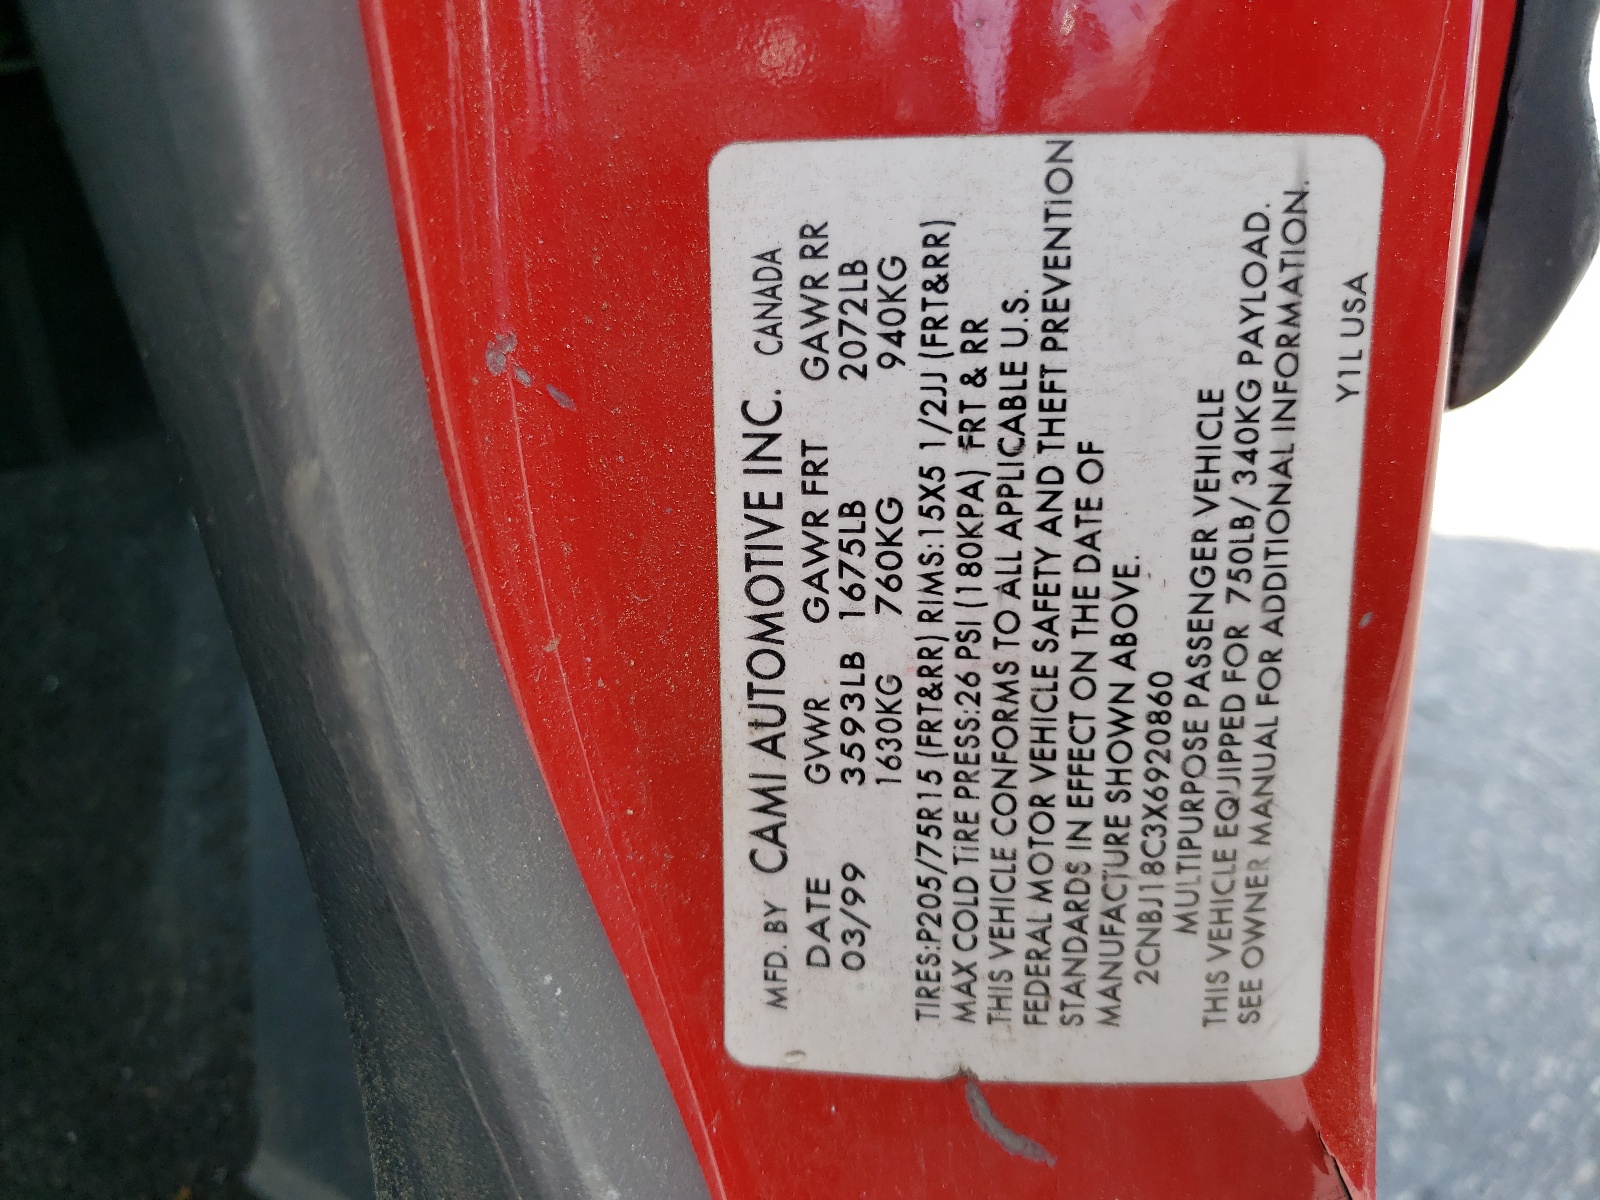 MFD. BY CAMI AUTOMOTIVE INC. CANADA
DATE GVWR GAWR FRT GAWR RR
03/99 3593LB 1675LB 2072LB
1630KG 760KG 940KG
TIRES:P205/75R15 (FRT&RR) RIMS:15X5 1/2JJ (FRT&RR)
MAX COLD TIRE PRESS:26 PSI (180KPA) FRT & RR
THIS VEHICLE CONFORMS TO ALL APPLICABLE U.S.
FEDERAL MOTOR VEHICLE SAFETY AND THEFT PREVENTION
STANDARDS IN EFFECT ON THE DATE OF
MANUFACTURE SHOWN ABOVE.
2CNBJ18C3X6920860
MULTIPURPOSE PASSENGER VEHICLE
THIS VEHICLE EQUIPPED FOR 750LB/340KG PAYLOAD.
SEE OWNER MANUAL FOR ADDITIONAL INFORMATION.
Y1L USA